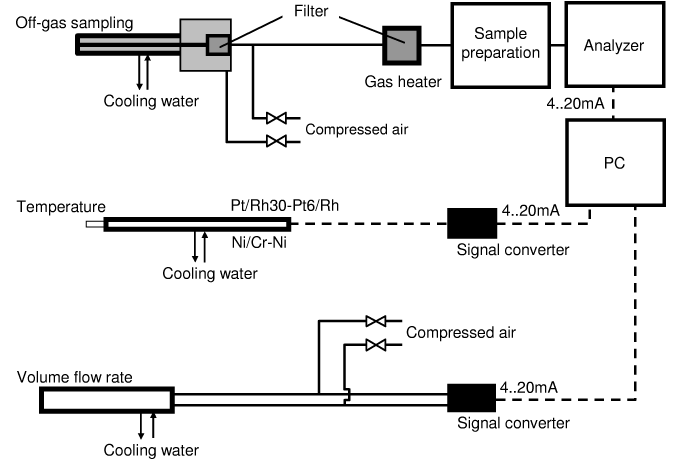 Filter
Off-gas sampling
Sample
preparation
Analyzer
Gas heater
Cooling water
4..20mA
Compressed air
PC
Temperature
Pt/Rh30-Pt6/Rh
4..20mA
Ni/Cr-Ni
Signal converter
Cooling water
Compressed air
Volume flow rate
4..20mA
Signal converter
Cooling water